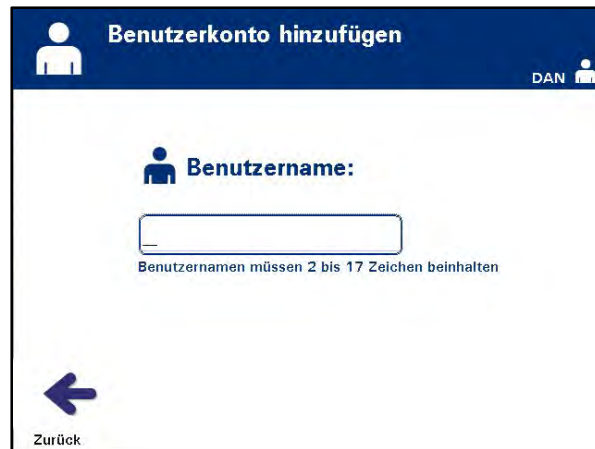 Benutzerkonto hinzufügen
DAN
Benutzername:
Benutzernamen müssen 2 bis 17 Zeichen beinhalten
Zurück